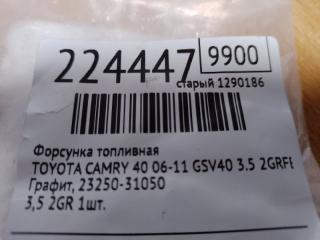 224447 9900
старый 1290186
Форсунка топливная
TOYOTA CAMRY 40 06-11 GSV40 3.5 2GRFE
Графит, 23250-31050
3,5 2GR 1шт.